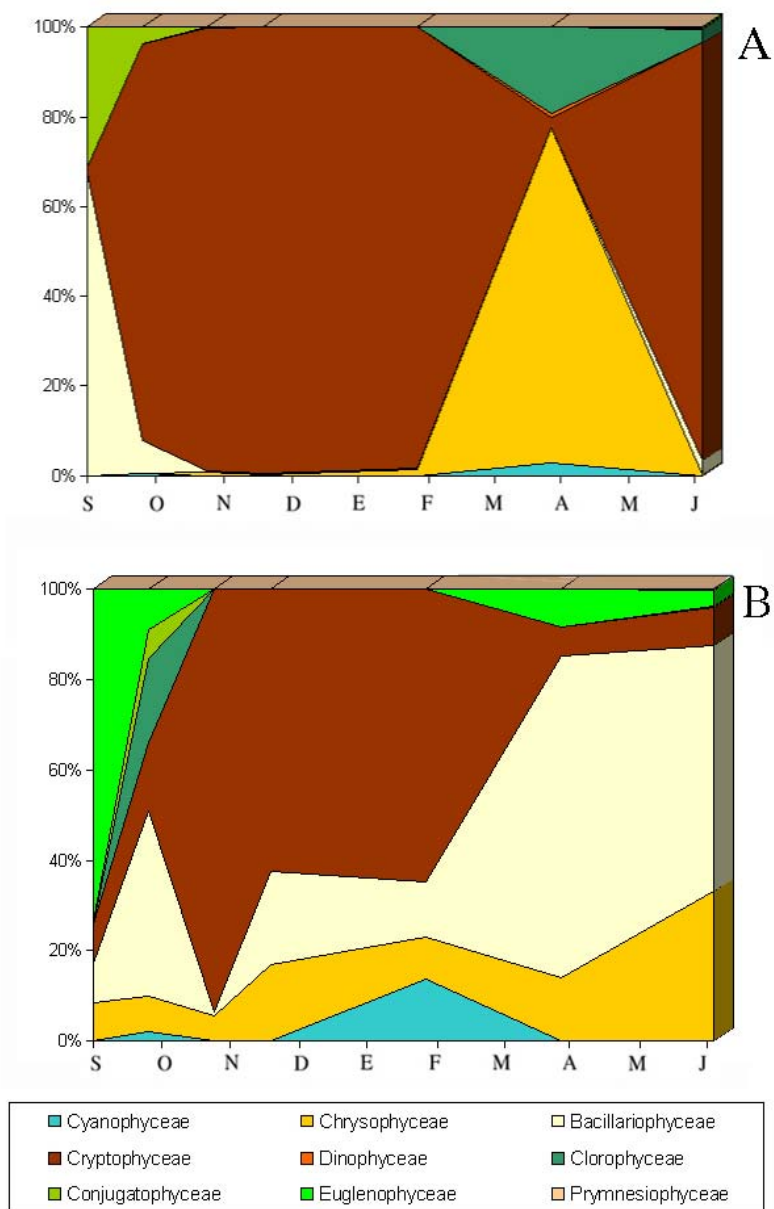 A
100%
80%
60%
40%
20%
0%
S O N D E F M A M J
B
100%
80%
60%
40%
20%
0%
S O N D E F M A M J
Cyanophyceae Chrysophyceae Bacillariophyceae
Cryptophyceae Dinophyceae Clorophyceae
Conjugatophyceae Euglenophyceae Prymnesiophyceae